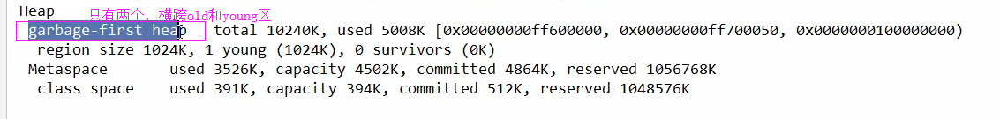 Heap
只有两个，横跨old和young区
garbage-first heap total 10240K, used 5008K [0x00000000ff600000, 0x00000000ff700050, 0x0000000100000000)
region size 1024K, 1 young (1024K), 0 survivors (0K)
Metaspace used 3526K, capacity 4502K, committed 4864K, reserved 1056768K
class space used 391K, capacity 394K, committed 512K, reserved 1048576K